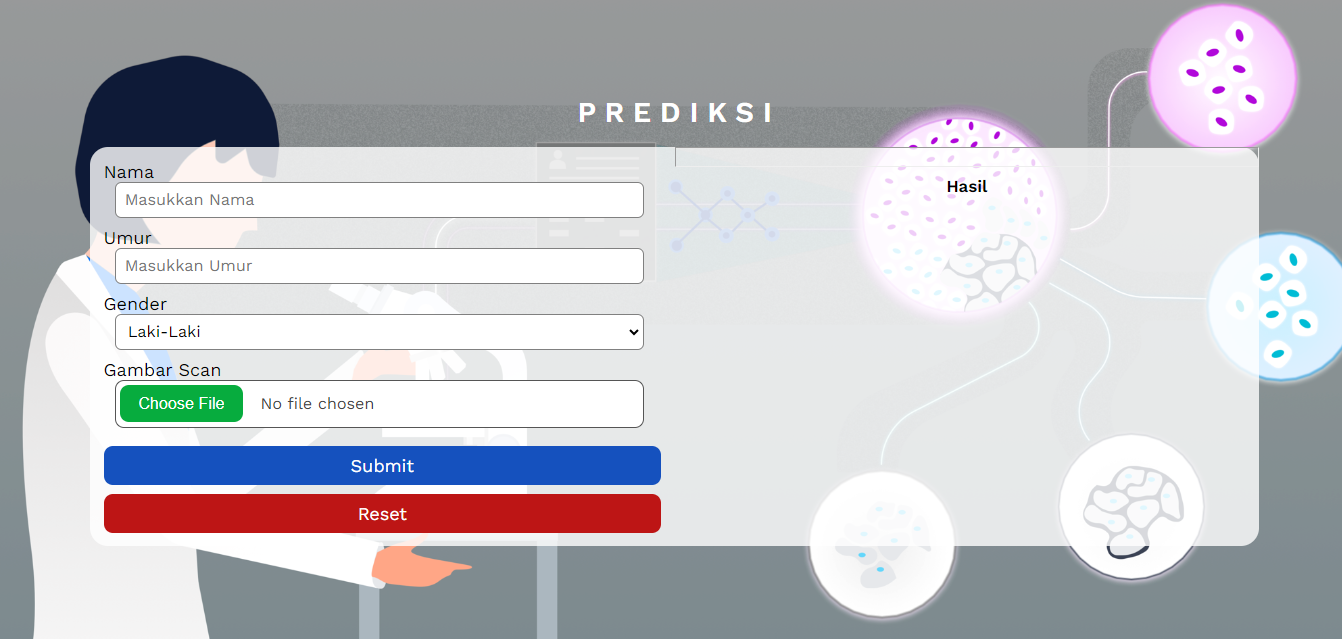 PREDIKSI
Nama
Masukkan Nama
Umur
Masukkan Umur
Gender
Laki-Laki
Gambar Scan
Choose File No file chosen
Submit
Reset
Hasil